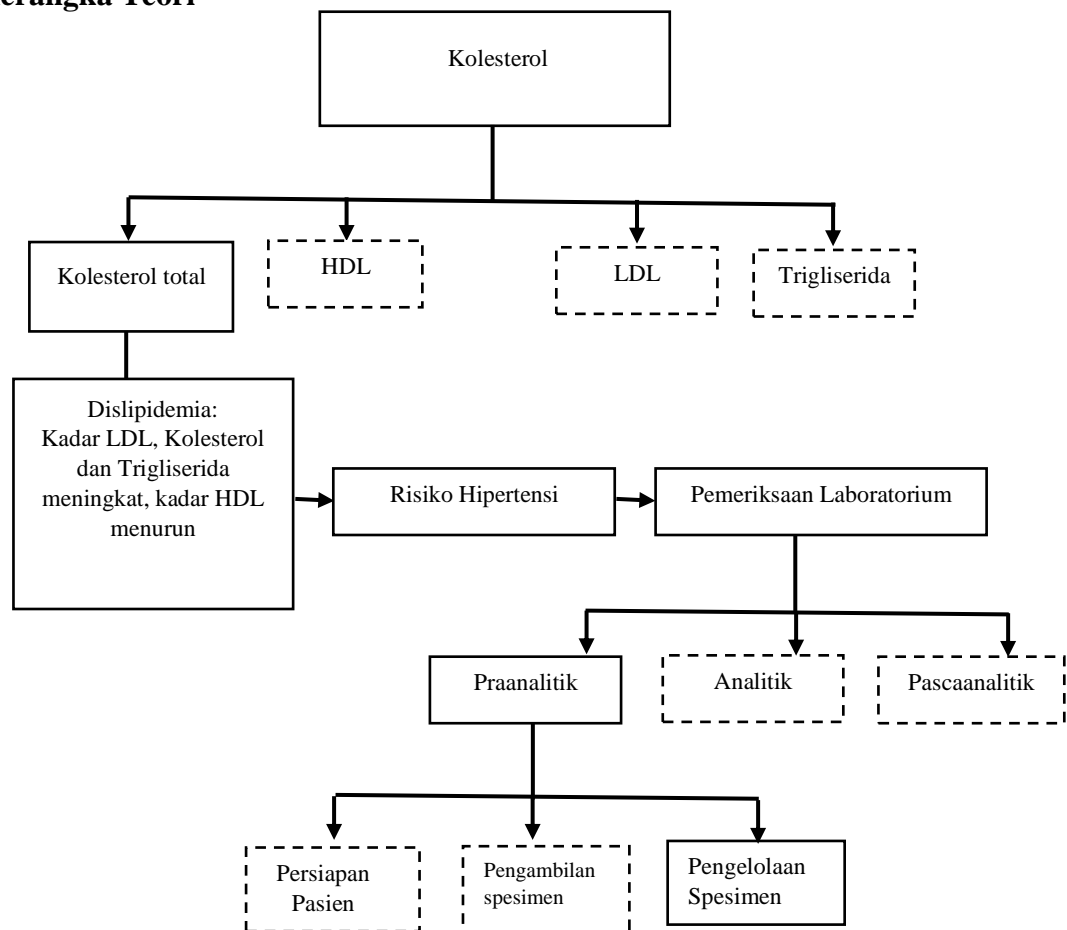 erangka Teori
Kolesterol
Kolesterol total
HDL
LDL
Trigliserida
Dislipidemia:
Kadar LDL, Kolesterol
dan Trigliserida
meningkat, kadar HDL
menurun
Risiko Hipertensi
Pemeriksaan Laboratorium
Praanalitik
Analitik
Pascaanalitik
Persiapan
Pasien
Pengambilan
spesimen
Pengelolaan
Spesimen